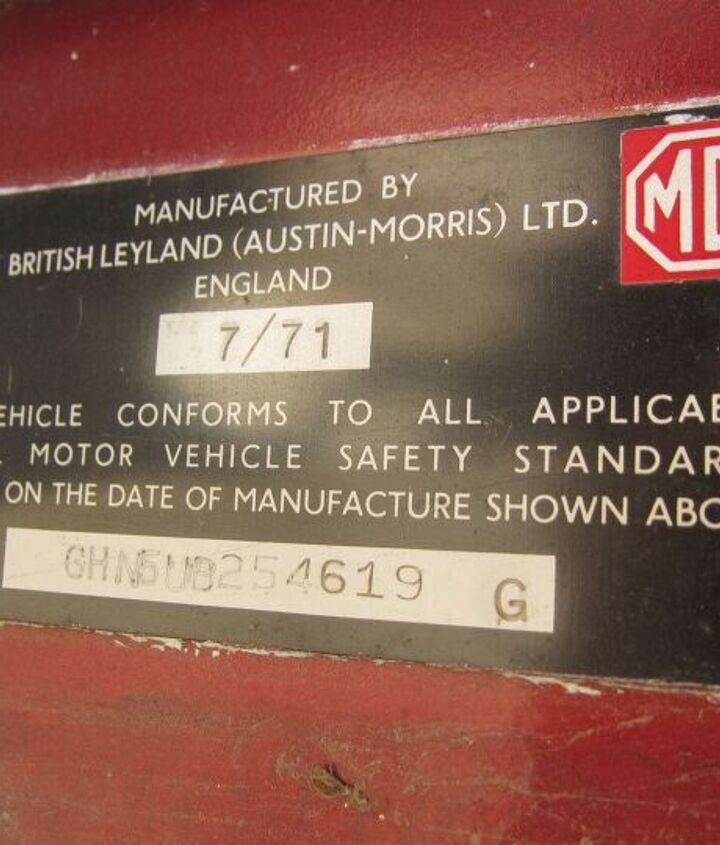 MANUFACTURED BY
BRITISH LEYLAND (AUSTIN-MORRIS) LTD.
ENGLAND
MG
7/71
EHICLE CONFORMS TO ALL APPLICAB
MOTOR VEHICLE SAFETY STANDAR
ON THE DATE OF MANUFACTURE SHOWN ABO
GHN5UB254619 G